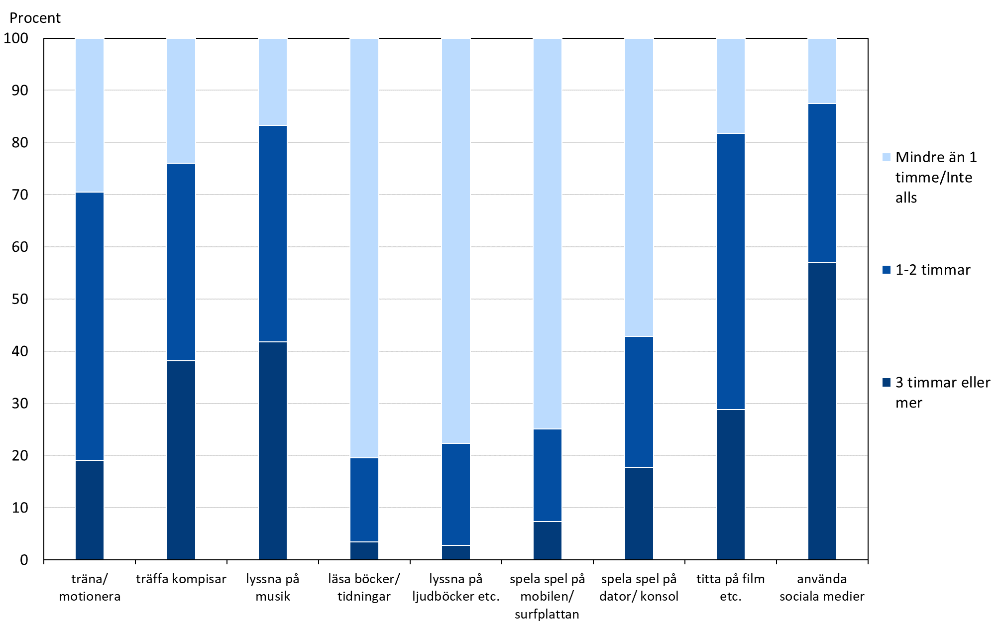 Procent
100
90
80
70
60
50
40
30
20
10
0
träna/
motionera
träffa kompisar
lyssna på
musik
läsa böcker/
tidningar
lyssna på
ljudböcker etc.
spela spel på
mobilen/
surfplattan
spela spel på
dator/ konsol
titta på film
etc.
använda
sociala medier
Mindre än 1
timme/Inte
alls
1-2 timmar
3 timmar eller
mer